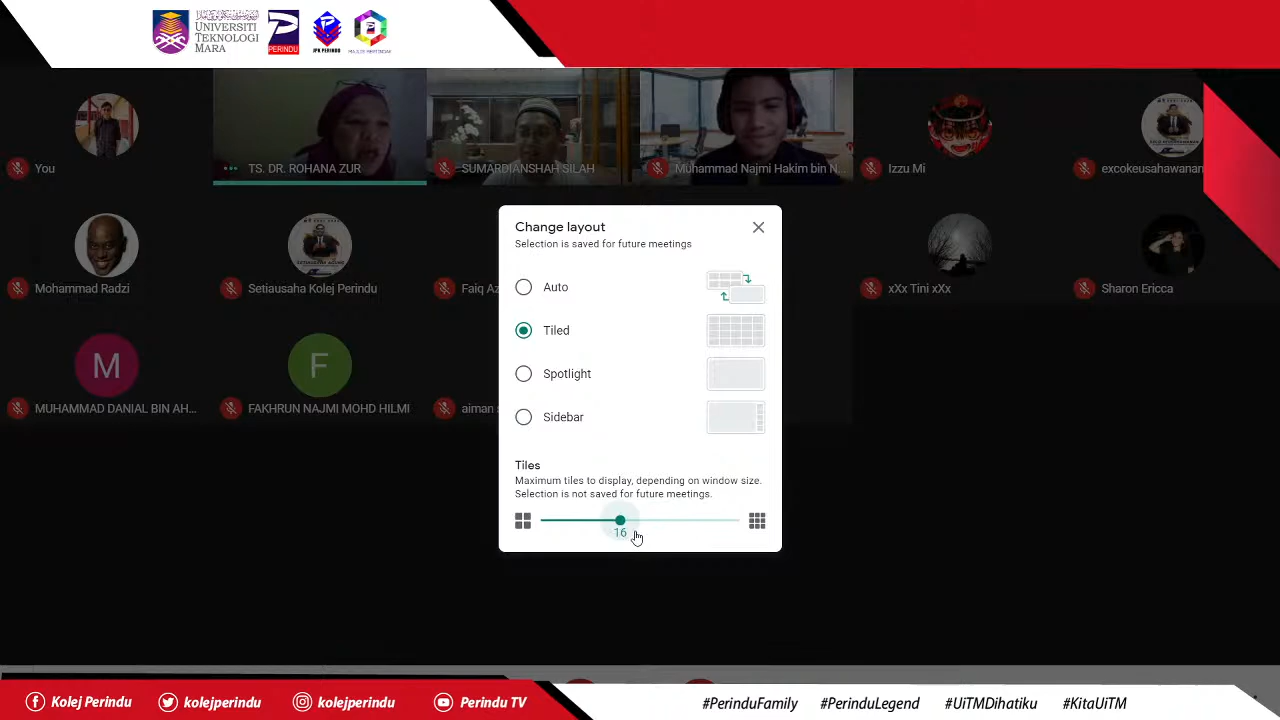 UNIVERSITI
TEKNOLOGI
MARA
PERINDU
JPK PERINDU
You
TS. DR. ROHANA ZUR
SUMARDIANSHAH SILAH
Muhammad Najmi Hakim bin N...
Izzu Mi
excokeusahawanan
Change layout
Selection is saved for future meetings
Auto
Tiled
Spotlight
Sidebar
Tiles
Maximum tiles to display, depending on window size.
Selection is not saved for future meetings.
16
Mohammad Radzi
Setiausaha Kolej Perindu
Faiq Az
xXx Tini xXx
Sharon Ericca
M
F
MUHAMMAD DANIAL BIN AH...
FAKHRUN NAJMI MOHD HILMI
aiman s
Kolej Perindu
kolejperindu
kolejperindu
Perindu TV
#PerinduFamily
#PerinduLegend
#UiTMDihatiku
#KitaUiTM